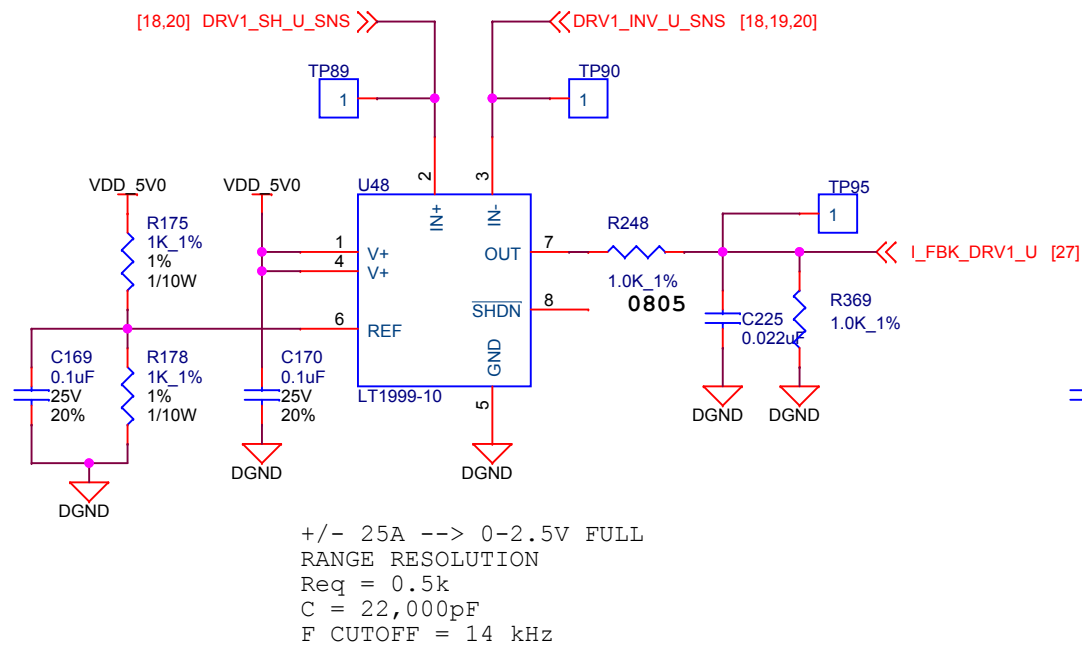 [18,20] DRV1_SH_U_SNS
DRV1_INV_U_SNS [18,19,20]
TP89
1
TP90
1
VDD_5V0
VDD_5V0
U48
2
3
TP95
1
R175
1K_1%
1%
1/10W
IN+
IN-
1
V+
4
V+
OUT
7
R248
1.0K_1%
0805
I_FBK_DRV1_U [27]
SHDN
8
6
REF
GND
C225
0.022uF
R369
1.0K_1%
C169
0.1uF
25V
20%
R178
1K_1%
1%
1/10W
C170
0.1uF
25V
20%
LT1999-10
5
DGND
DGND
DGND
DGND
DGND
+/- 25A --> 0-2.5V FULL
RANGE RESOLUTION
Req = 0.5k
C = 22,000pF
F CUTOFF = 14 kHz